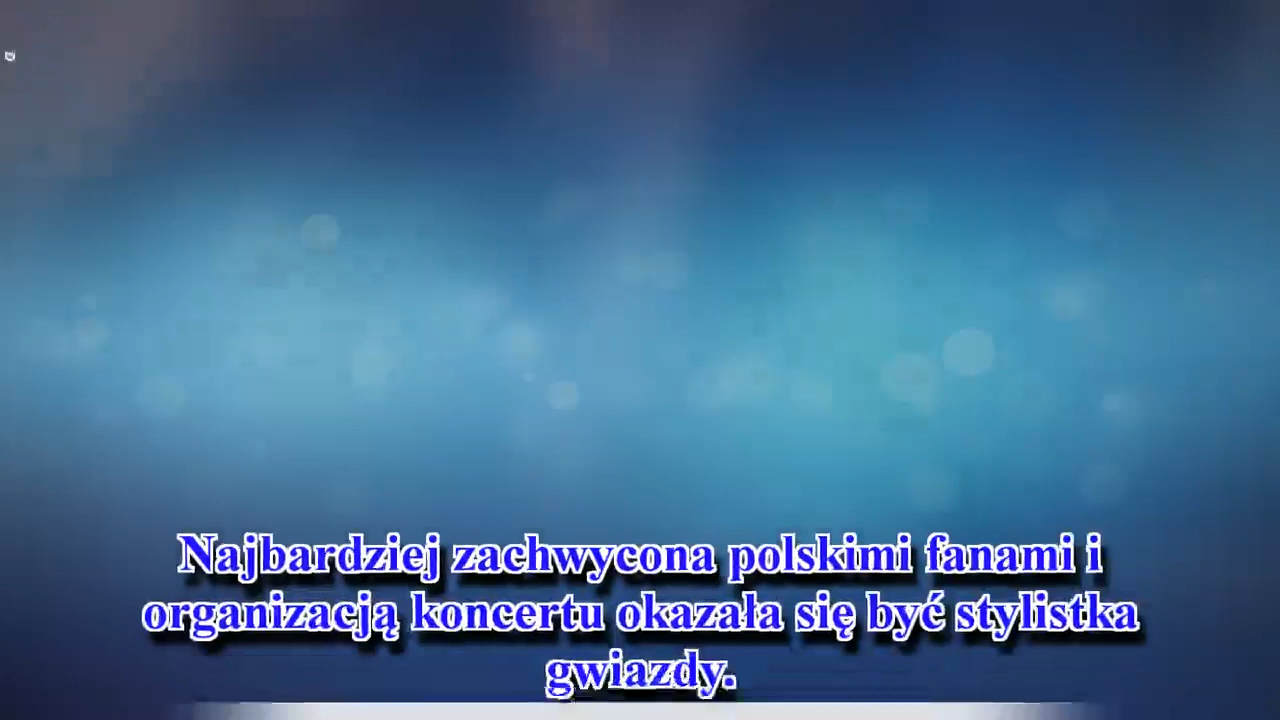 Najbardziej zachwycona polskimi fanami i
organizacją koncertu okazała się być stylistka
gwiazdy.